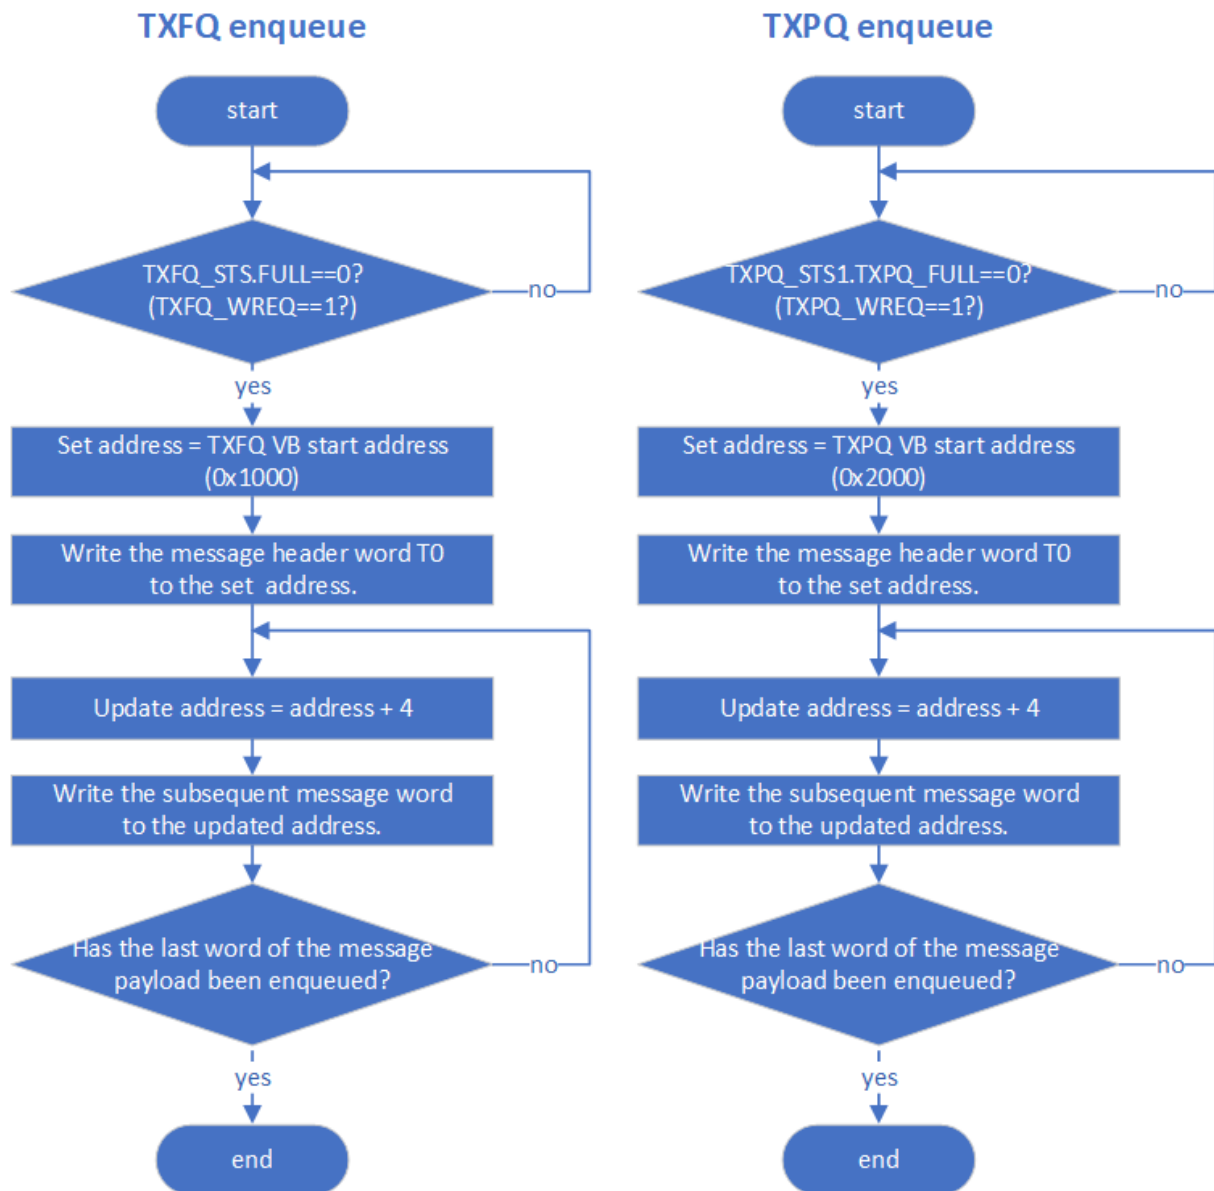 TXFQ enqueue
start
TXFQ_STS.FULL==0?
(TXFQ_WREQ==1?)
no
yes
Set address = TXFQ VB start address
(0x1000)
Write the message header word T0
to the set address.
Update address = address + 4
Write the subsequent message word
to the updated address.
Has the last word of the message
payload been enqueued?
no
yes
end
TXPQ enqueue
start
TXPQ_STS1.TXPQ_FULL==0?
(TXPQ_WREQ==1?)
no
yes
Set address = TXPQ VB start address
(0x2000)
Write the message header word T0
to the set address.
Update address = address + 4
Write the subsequent message word
to the updated address.
Has the last word of the message
payload been enqueued?
no
yes
end